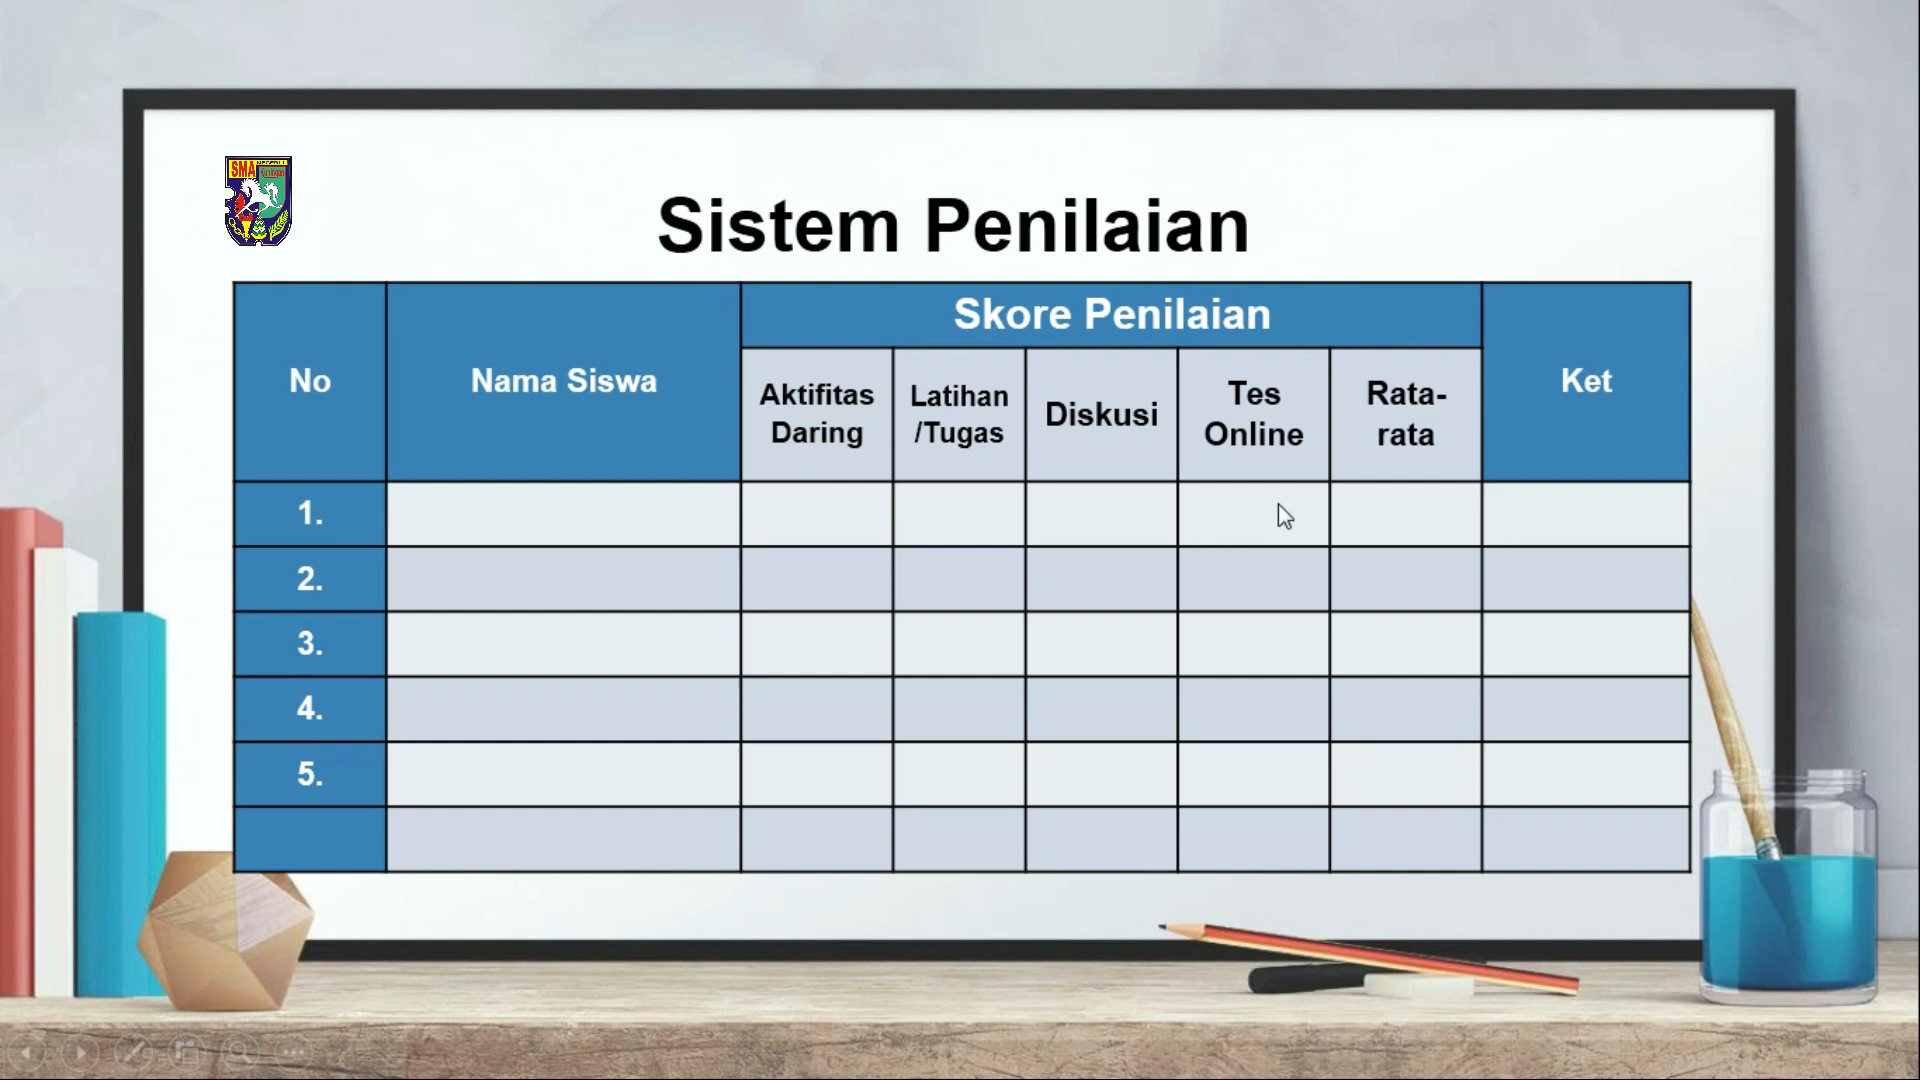 SMA
Kuningan
Sistem Penilaian
No
Nama Siswa
Skore Penilaian
Ket
Aktifitas
Daring
Latihan
/Tugas
Diskusi
Tes
Online
Rata-
rata
1.
2.
3.
4.
5.